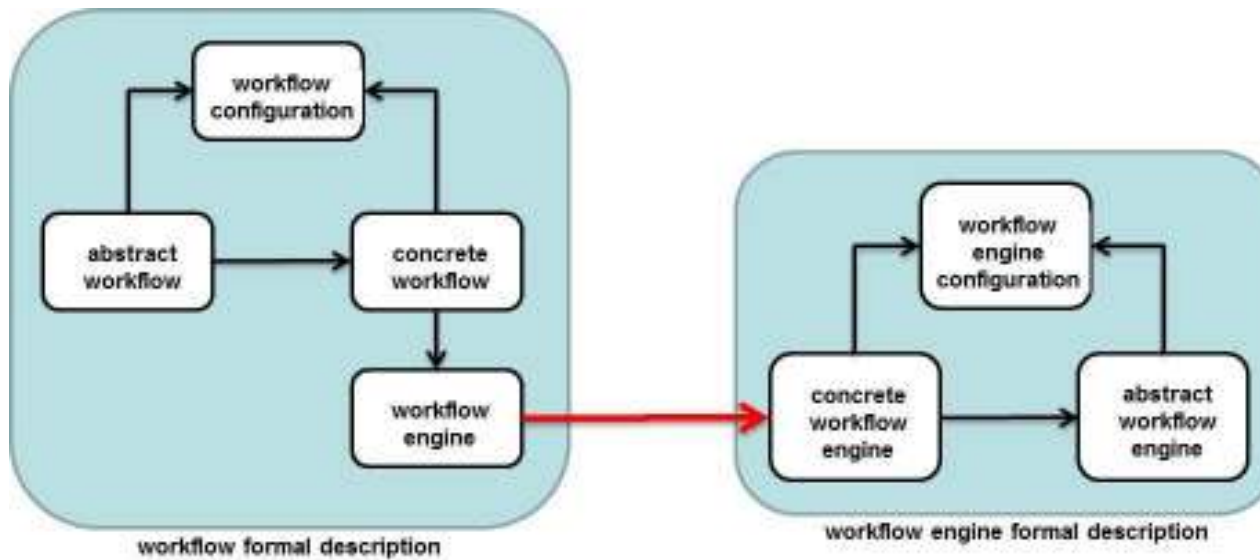 workflow
configuration
abstract
workflow
concrete
workflow
workflow
engine
workflow formal description
workflow
engine
configuration
concrete
workflow
engine
abstract
workflow
engine
workflow engine formal description